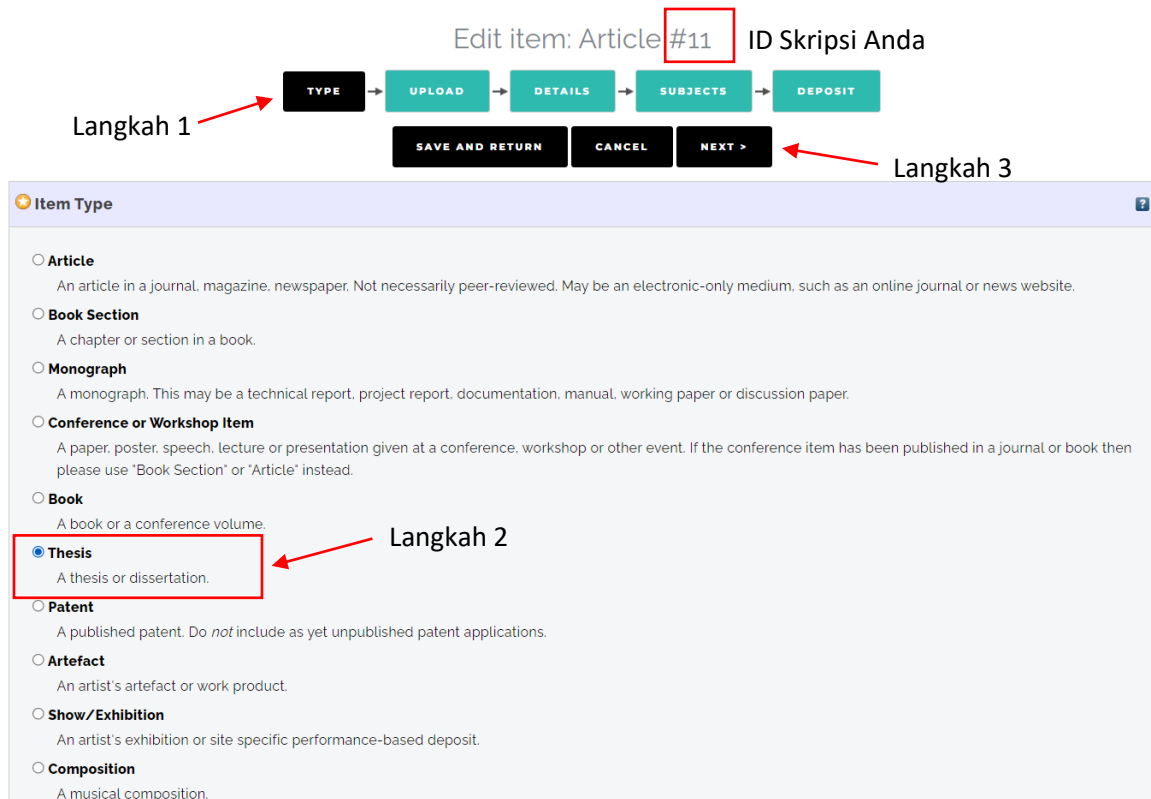 Edit item: Article #11
ID Skripsi Anda
TYPE
UPLOAD
DETAILS
SUBJECTS
DEPOSIT
Langkah 1
SAVE AND RETURN
CANCEL
NEXT >
Langkah 3
Item Type
?
Article
An article in a journal, magazine, newspaper. Not necessarily peer-reviewed. May be an electronic-only medium, such as an online journal or news website.
Book Section
A chapter or section in a book.
Monograph
A monograph. This may be a technical report, project report, documentation, manual, working paper or discussion paper.
Conference or Workshop Item
A paper, poster, speech, lecture or presentation given at a conference, workshop or other event. If the conference item has been published in a journal or book then
please use "Book Section" or "Article" instead.
Book
A book or a conference volume.
Langkah 2
Thesis
A thesis or dissertation.
Patent
A published patent. Do not include as yet unpublished patent applications.
Artefact
An artist's artefact or work product.
Show/Exhibition
An artist's exhibition or site specific performance-based deposit.
Composition
A musical composition.